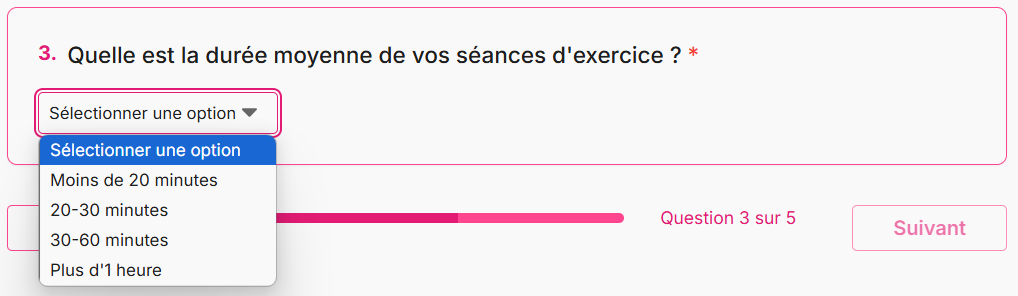 3. Quelle est la durée moyenne de vos séances d'exercice ? *
Sélectionner une option
Sélectionner une option
Moins de 20 minutes
20-30 minutes
30-60 minutes
Plus d'1 heure
Question 3 sur 5
Suivant